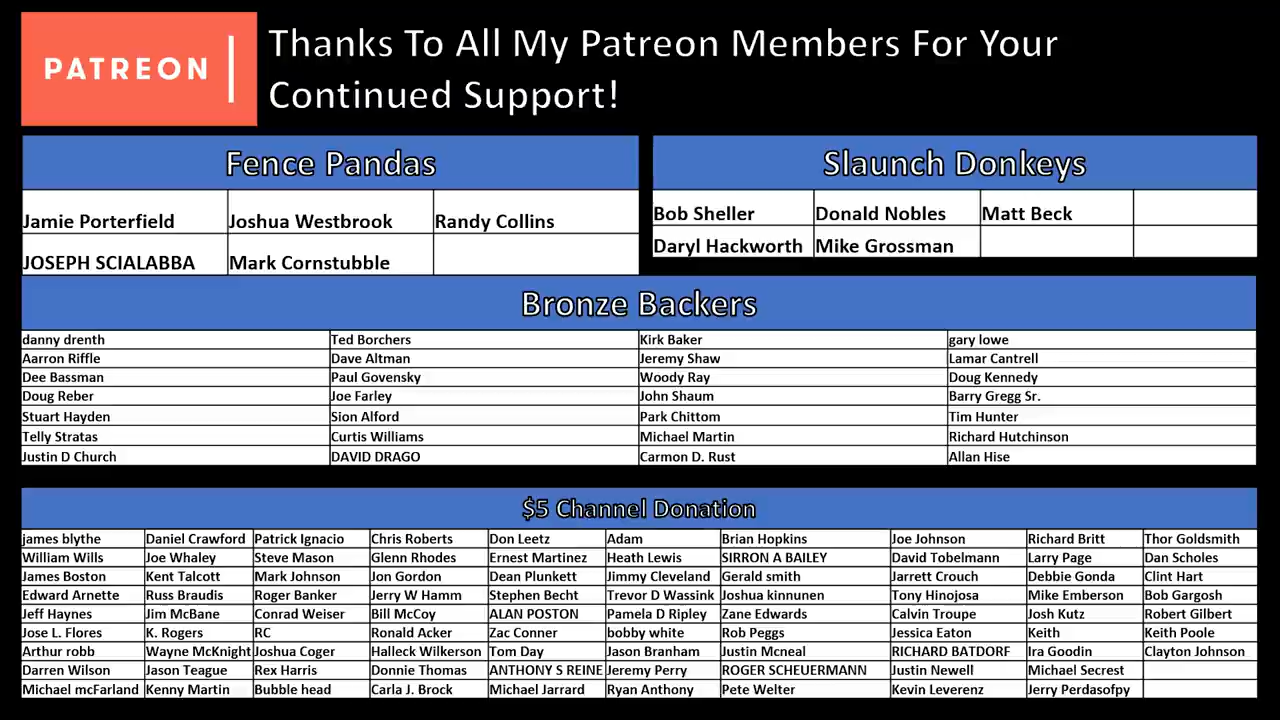 PATREON
Thanks To All My Patreon Members For Your
Continued Support!
Fence Pandas
Jamie Porterfield Joshua Westbrook Randy Collins
JOSEPH SCIALABBA Mark Cornstubble
Slaunch Donkeys
Bob Sheller Donald Nobles Matt Beck
Daryl Hackworth Mike Grossman
Bronze Backers
danny drenth Ted Borchers Kirk Baker gary lowe
Aarron Riffle Dave Altman Jeremy Shaw Lamar Cantrell
Dee Bassman Paul Govensky Woody Ray Doug Kennedy
Doug Reber Joe Farley John Shaum Barry Gregg Sr.
Stuart Hayden Sion Alford Park Chittom Tim Hunter
Telly Stratas Curtis Williams Michael Martin Richard Hutchinson
Justin D Church DAVID DRAGO Carmon D. Rust Allan Hise
$5 Channel Donation
james blythe Daniel Crawford Patrick Ignacio Chris Roberts Don Leetz Adam Brian Hopkins Joe Johnson Richard Britt Thor Goldsmith
William Wills Joe Whaley Steve Mason Glenn Rhodes Ernest Martinez Heath Lewis SIRRON A BAILEY David Tobelmann Larry Page Dan Scholes
James Boston Kent Talcott Mark Johnson Jon Gordon Dean Plunkett Jimmy Cleveland Gerald smith Jarrett Crouch Debbie Gonda Clint Hart
Edward Arnette Russ Braudis Roger Banker Jerry W Hamm Stephen Becht Trevor D Wassink Joshua kinnunen Tony Hinojosa Mike Emberson Bob Gargosh
Jeff Haynes Jim McBane Conrad Weiser Bill McCoy ALAN POSTON Pamela D Ripley Zane Edwards Calvin Troupe Josh Kutz Robert Gilbert
Jose L. Flores K. Rogers RC Ronald Acker Zac Conner bobby white Rob Peggs Jessica Eaton Keith Keith Poole
Arthur robb Wayne McKnight Joshua Coger Halleck Wilkerson Tom Day Jason Branham Justin Mcneal RICHARD BATDORF Ira Goodin Clayton Johnson
Darren Wilson Jason Teague Rex Harris Donnie Thomas ANTHONY S REINE Jeremy Perry ROGER SCHEUERMANN Justin Newell Michael Secrest
Michael mcFarland Kenny Martin Bubble head Carla J. Brock Michael Jarrard Ryan Anthony Pete Welter Kevin Leverenz Jerry Perdasofpy